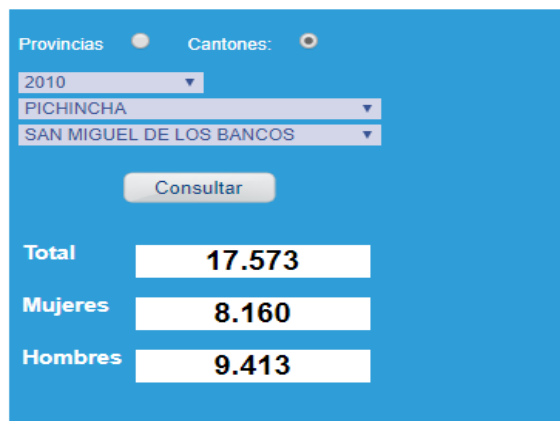 Provincias Cantones:
2010
PICHINCHA
SAN MIGUEL DE LOS BANCOS
Consultar
Total 17.573
Mujeres 8.160
Hombres 9.413